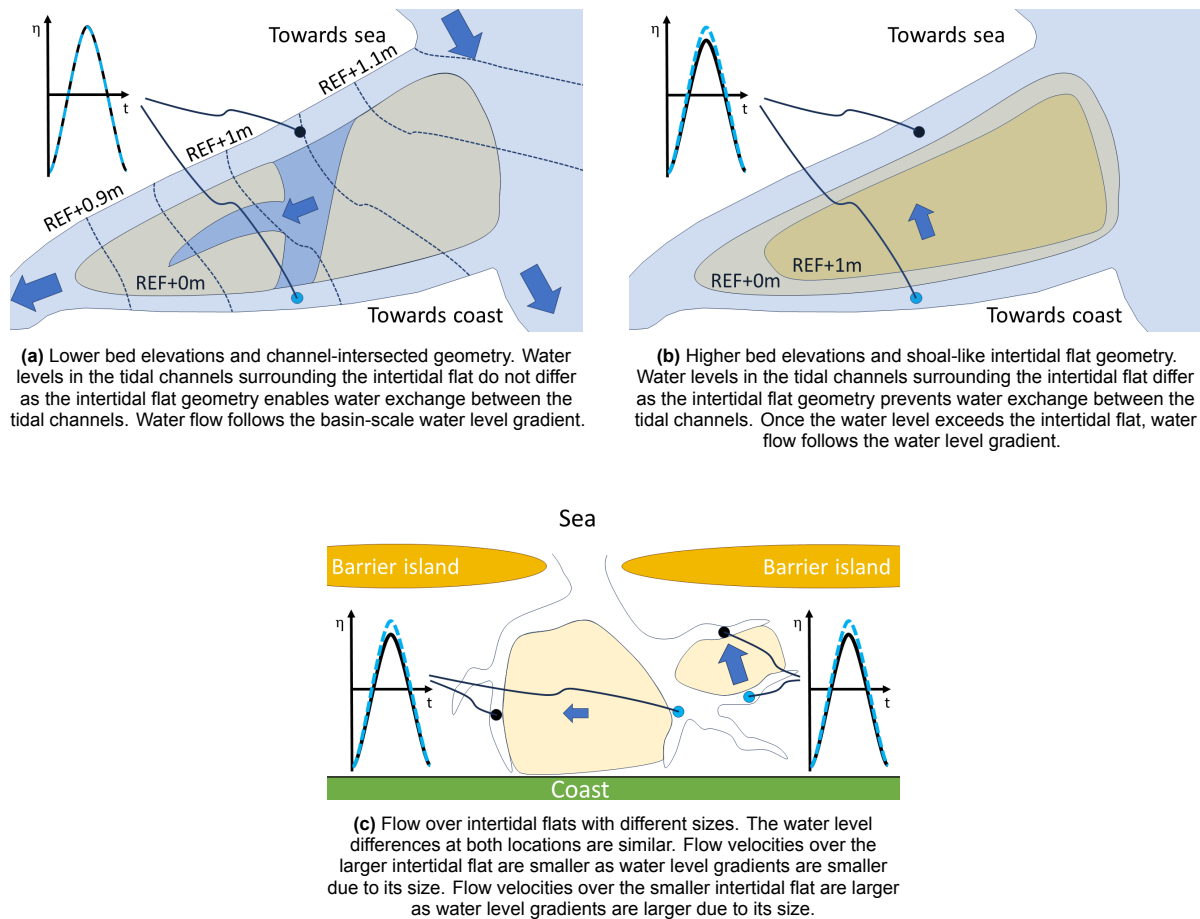 η
t
Towards sea
REF+1.1m
REF+1m
REF+0.9m
REF+0m
Towards coast
(a) Lower bed elevations and channel-intersected geometry. Water
levels in the tidal channels surrounding the intertidal flat do not differ
as the intertidal flat geometry enables water exchange between the
tidal channels. Water flow follows the basin-scale water level gradient.
η
t
Towards sea
REF+0m
REF+1m
Towards coast
(b) Higher bed elevations and shoal-like intertidal flat geometry.
Water levels in the tidal channels surrounding the intertidal flat differ
as the intertidal flat geometry prevents water exchange between the
tidal channels. Once the water level exceeds the intertidal flat, water
flow follows the water level gradient.
Sea
Barrier island
Barrier island
η
t
η
t
Coast
(c) Flow over intertidal flats with different sizes. The water level
differences at both locations are similar. Flow velocities over the
larger intertidal flat are smaller as water level gradients are smaller
due to its size. Flow velocities over the smaller intertidal flat are larger
as water level gradients are larger due to its size.